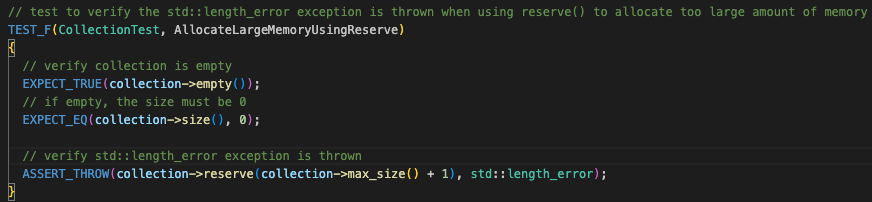 // test to verify the std::length_error exception is thrown when using reserve() to allocate too large amount of memory
TEST_F(CollectionTest, AllocateLargeMemoryUsingReserve)
{
// verify collection is empty
EXPECT_TRUE(collection->empty());
// if empty, the size must be 0
EXPECT_EQ(collection->size(), 0);
// verify std::length_error exception is thrown
ASSERT_THROW(collection->reserve(collection->max_size() + 1), std::length_error);
}